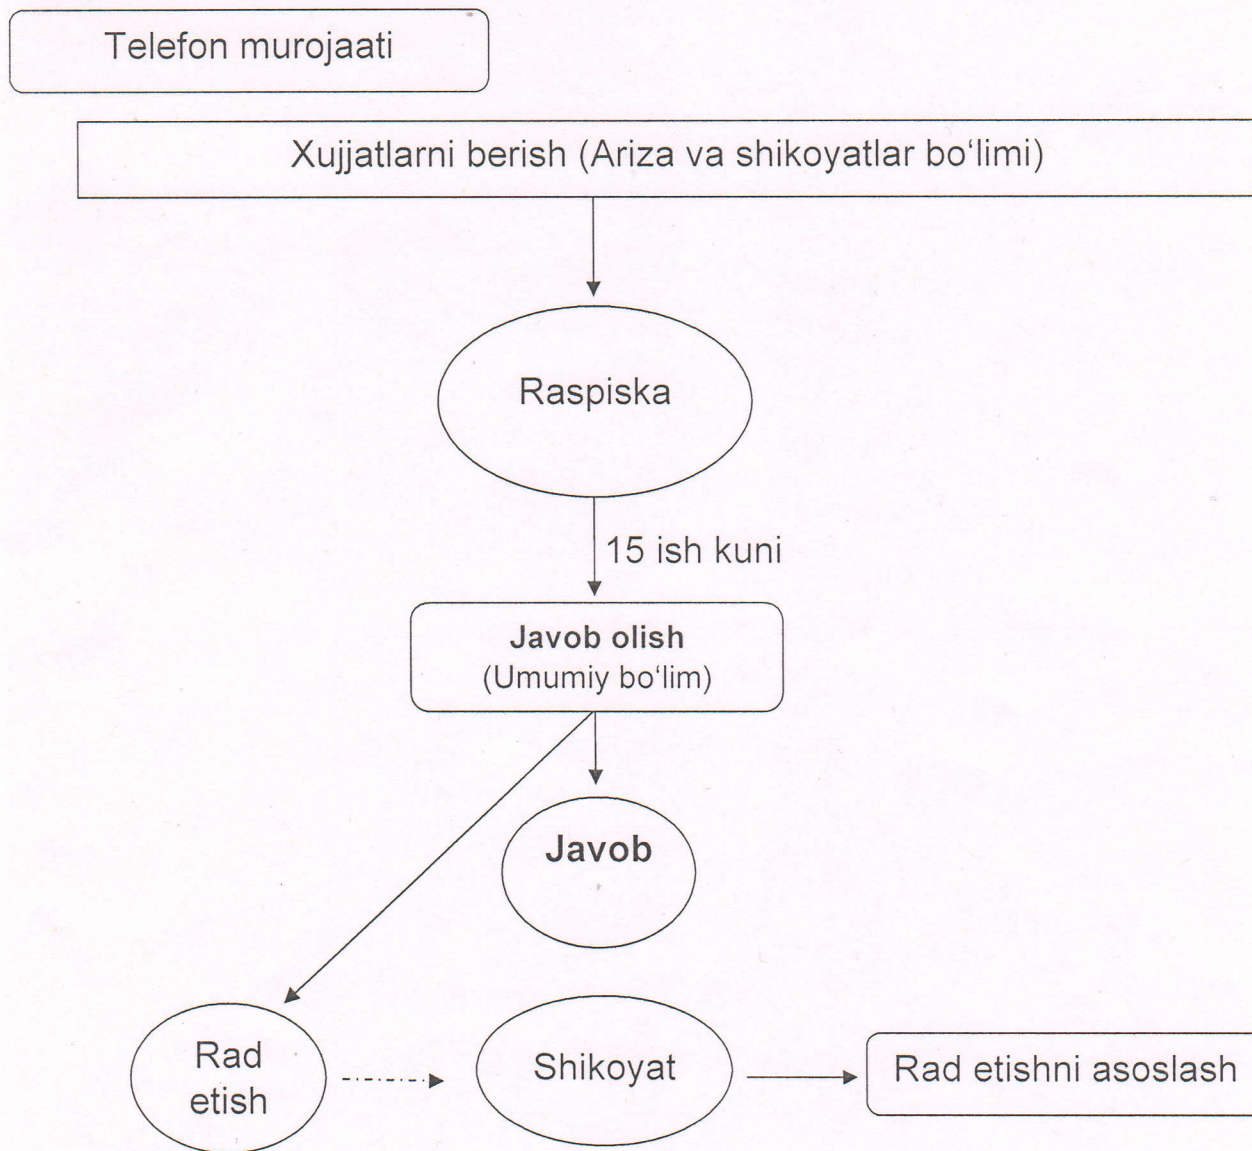 Telefon murojaati
Xujjatlarni berish (Ariza va shikoyatlar bo‘limi)
Raspiska
15 ish kuni
Javob olish
(Umumiy bo‘lim)
Javob
Rad
etish
Shikoyat
Rad etishni asoslash